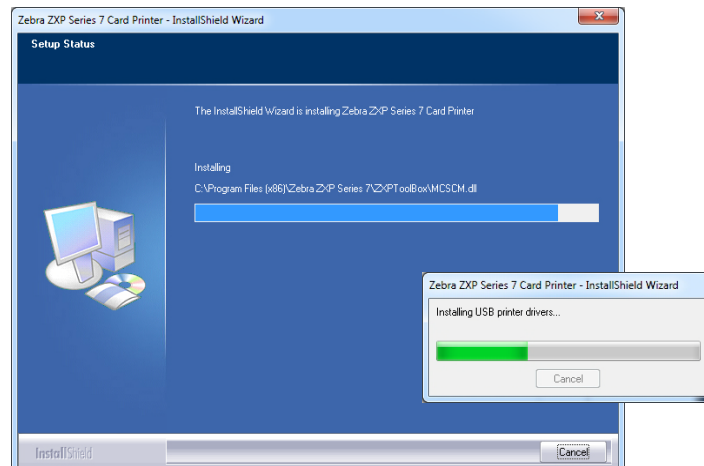 Zebra ZXP Series 7 Card Printer - InstallShield Wizard
Setup Status
The InstallShield Wizard is installing Zebra ZXP Series 7 Card Printer
Installing
C:\Program Files (x86)\Zebra ZXP Series 7\ZXPToolBox\MCSCM.dll
Zebra ZXP Series 7 Card Printer - InstallShield Wizard
Installing USB printer drivers...
Cancel
InstallShield
Cancel